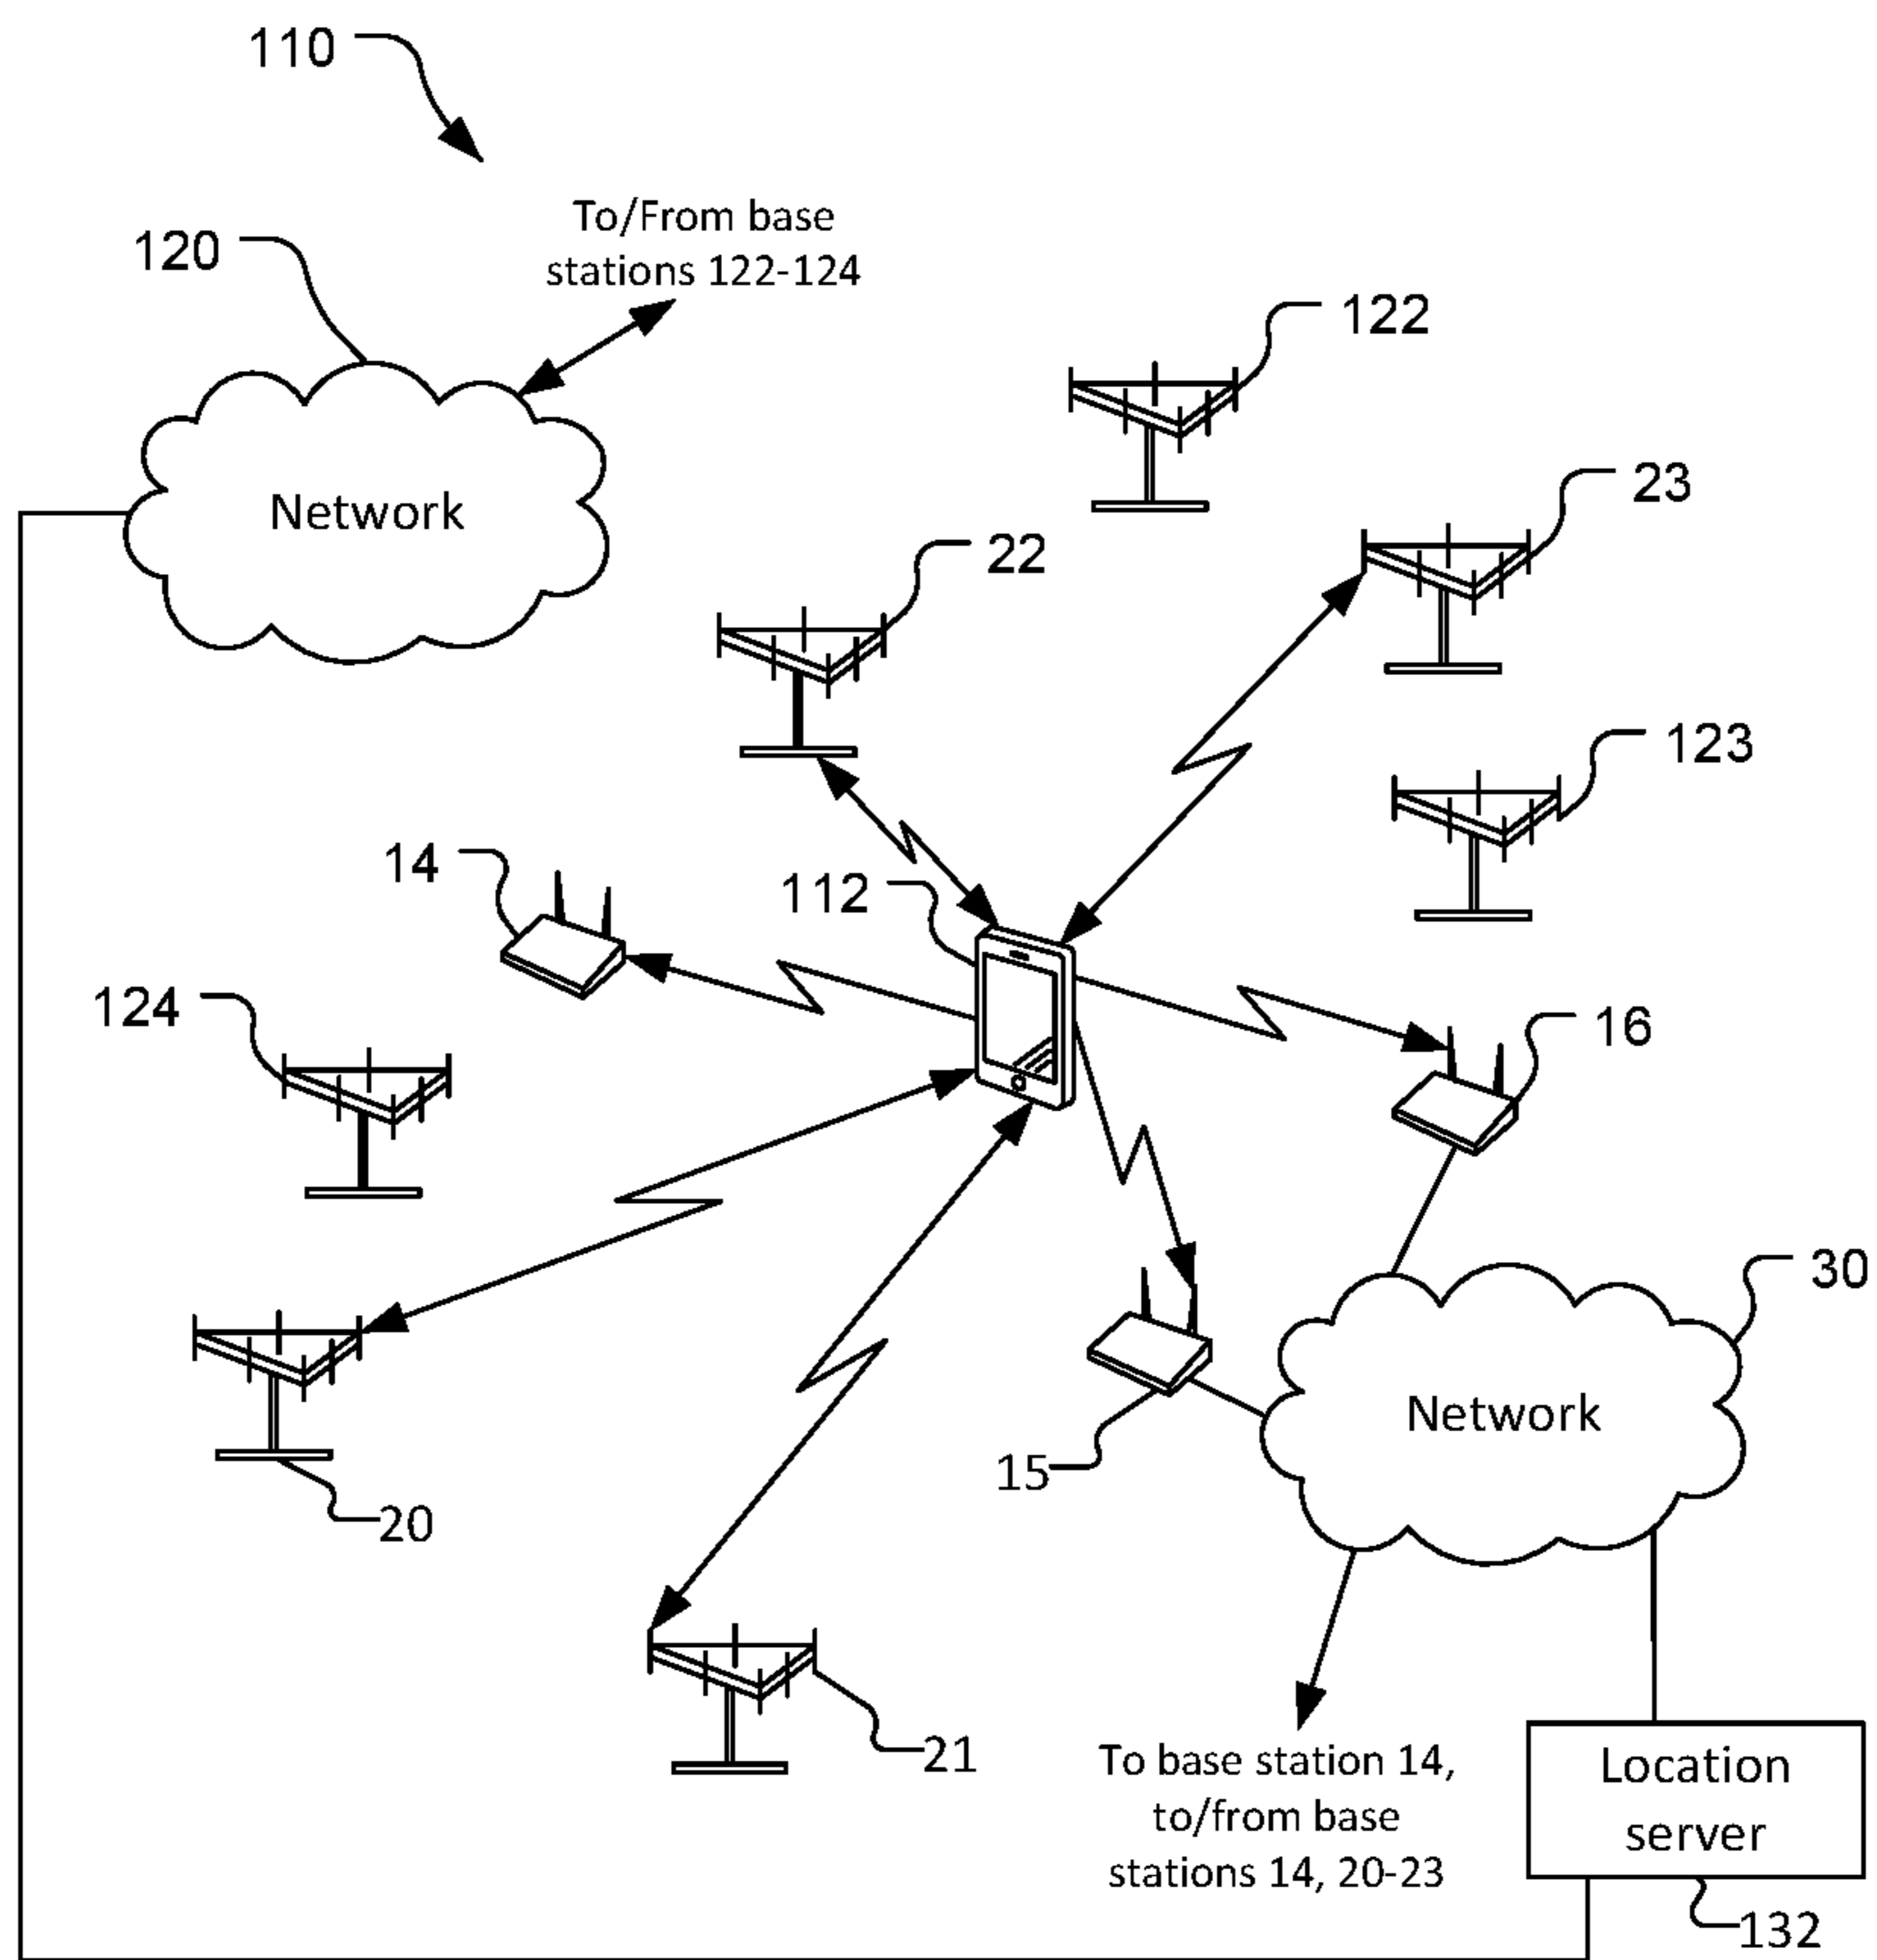 110
To/From base
stations 122-124
120
122
Network
23
22
123
14
112
124
16
30
Network
15
20
21
To base station 14,
to/from base
stations 14, 20-23
Location
server
132